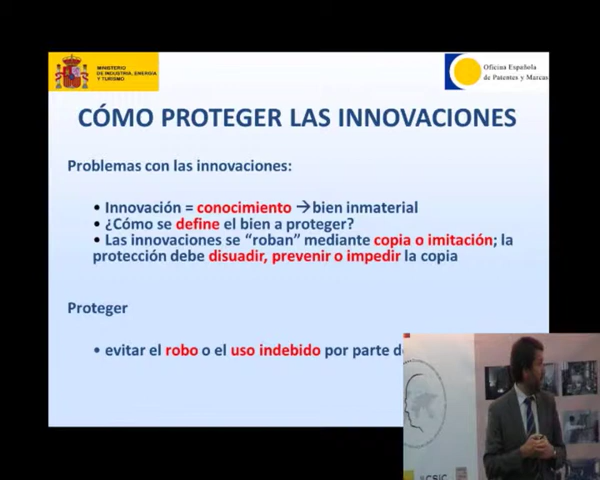 MINISTERIO
DE INDUSTRIA, ENERGÍA
Y TURISMO
Oficina Española
de Patentes y Marcas
CÓMO PROTEGER LAS INNOVACIONES
Problemas con las innovaciones:
• Innovación = conocimiento →bien inmaterial
• ¿Cómo se define el bien a proteger?
• Las innovaciones se “roban” mediante copia o imitación; la
protección debe disuadir, prevenir o impedir la copia
Proteger
• evitar el robo o el uso indebido por parte de
CSIC